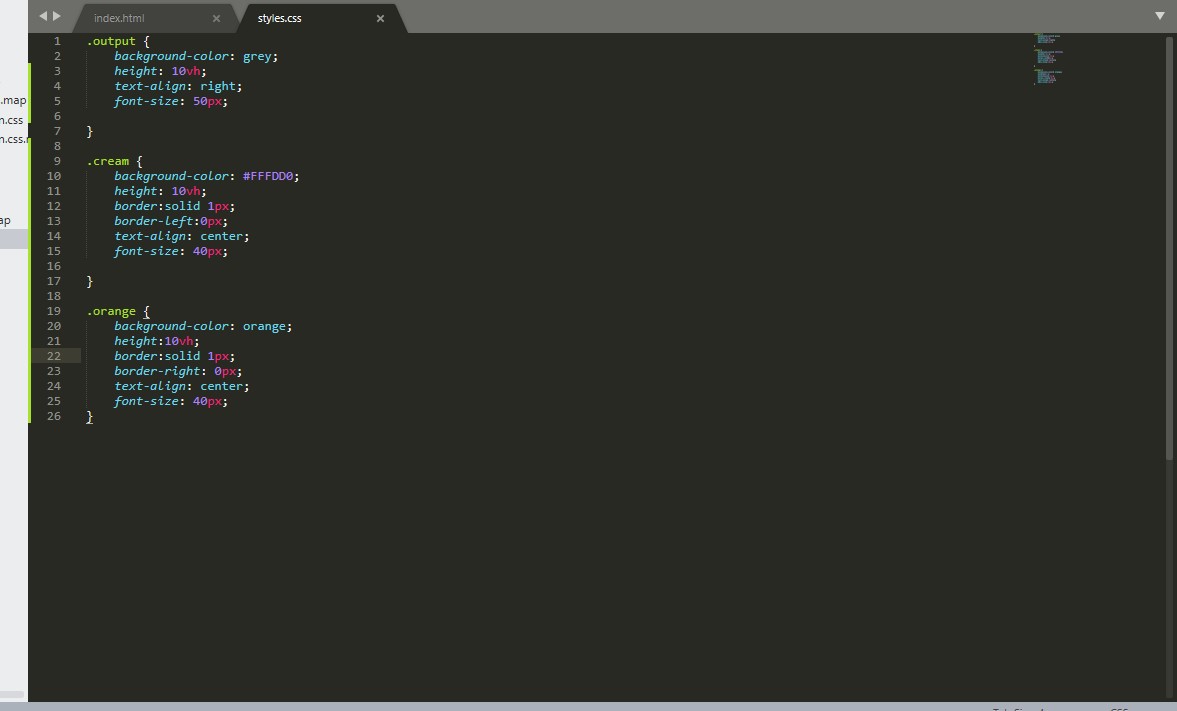 index.html × styles.css ×
.map
n.css
n.css.
ap
1 .output {
2 background-color: grey;
3 height: 10vh;
4 text-align: right;
5 font-size: 50px;
6
7 }
8
9 .cream {
10 background-color: #FFFDD0;
11 height: 10vh;
12 border:solid 1px;
13 border-left:0px;
14 text-align: center;
15 font-size: 40px;
16
17 }
18
19 .orange {
20 background-color: orange;
21 height:10vh;
22 border:solid 1px;
23 border-right: 0px;
24 text-align: center;
25 font-size: 40px;
26 }